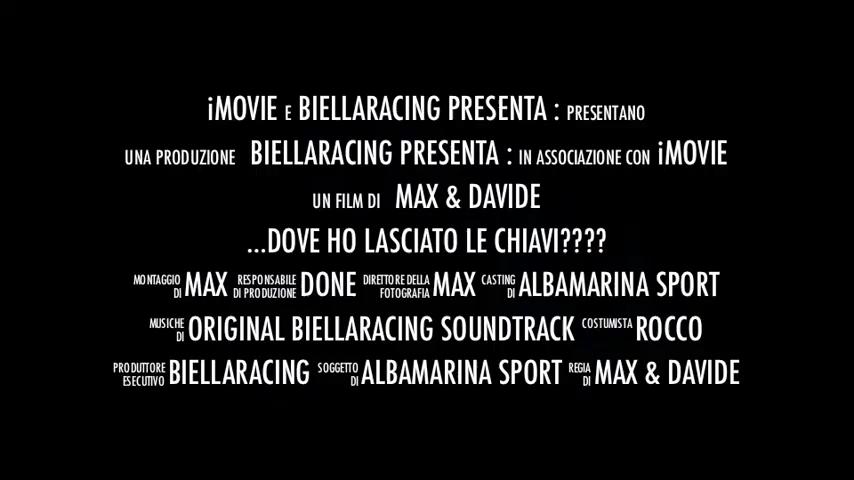 iMOVIE E BIELLARACING PRESENTA : PRESENTANO
UNA PRODUZIONE BIELLARACING PRESENTA : IN ASSOCIAZIONE CON iMOVIE
UN FILM DI MAX & DAVIDE
...DOVE HO LASCIATO LE CHIAVI????
MONTAGGIO DI MAX RESPONSABILE DI PRODUZIONE DONE DIRETTORE DELLA FOTOGRAFIA MAX CASTING DI ALBAMARINA SPORT
MUSICHE DI ORIGINAL BIELLARACING SOUNDTRACK COSTUMISTA ROCCO
PRODUTTORE ESECUTIVO BIELLARACING SOGGETTO DI ALBAMARINA SPORT REGIA DI MAX & DAVIDE